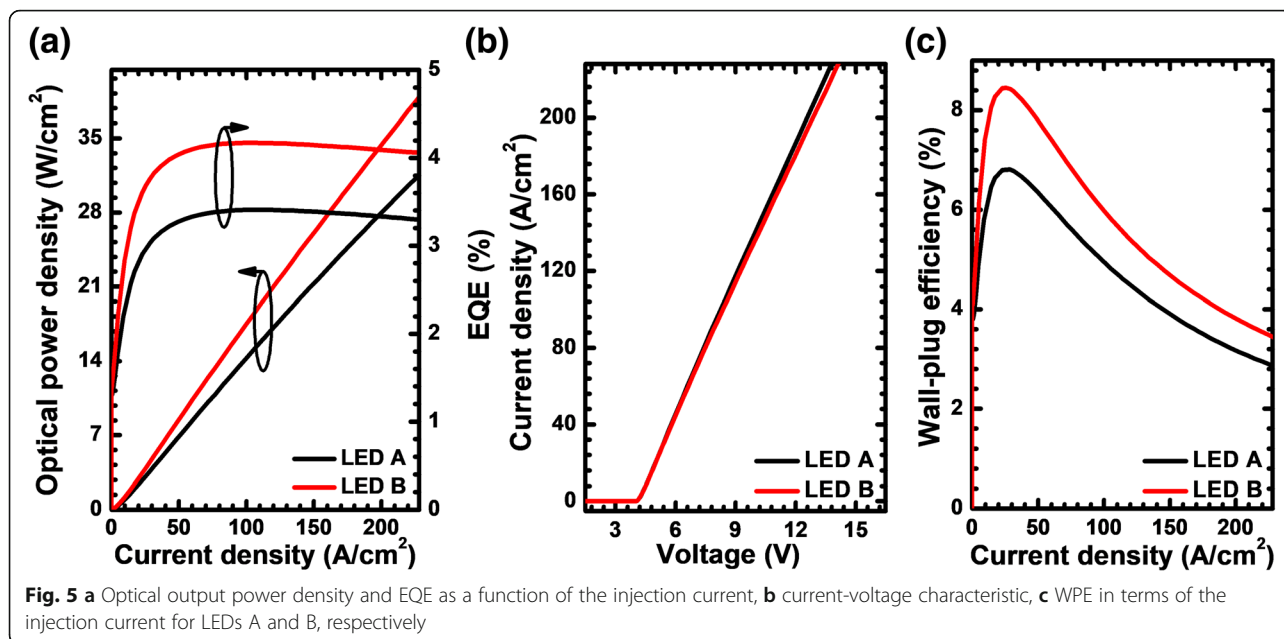 (a)
Optical power density (W/cm²)
35
28
21
14
7
0
5
4
3
2
1
0
EQE (%)
LED A
LED B
0 50 100 150 200
Current density (A/cm²)
(b)
Current density (A/cm²)
200
160
120
80
40
0
LED A
LED B
3 6 9 12 15
Voltage (V)
(c)
Wall-plug efficiency (%)
8
6
4
2
0
LED A
LED B
0 50 100 150 200
Current density (A/cm²)
Fig. 5 a Optical output power density and EQE as a function of the injection current, b current-voltage characteristic, c WPE in terms of the
injection current for LEDs A and B, respectively